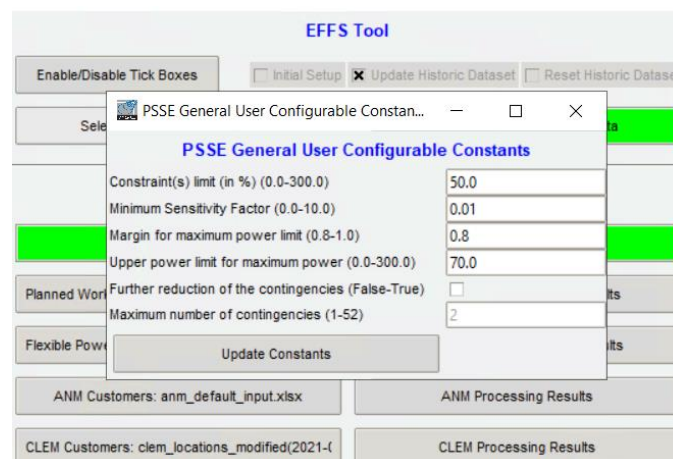 EFFS Tool
Enable/Disable Tick Boxes Initial Setup Update Historic Dataset Reset Historic Datase
Sele PSSE General User Configurable Constan... ta
PSSE General User Configurable Constants
Constraint(s) limit (in %) (0.0-300.0) 50.0
Minimum Sensitivity Factor (0.0-10.0) 0.01
Margin for maximum power limit (0.8-1.0) 0.8
Upper power limit for maximum power (0.0-300.0) 70.0
Planned Work Further reduction of the contingencies (False-True) lts
Maximum number of contingencies (1-52) 2
Flexible Powe Update Constants lts
ANM Customers: anm_default_input.xlsx ANM Processing Results
CLEM Customers: clem_locations_modified(2021-( CLEM Processing Results